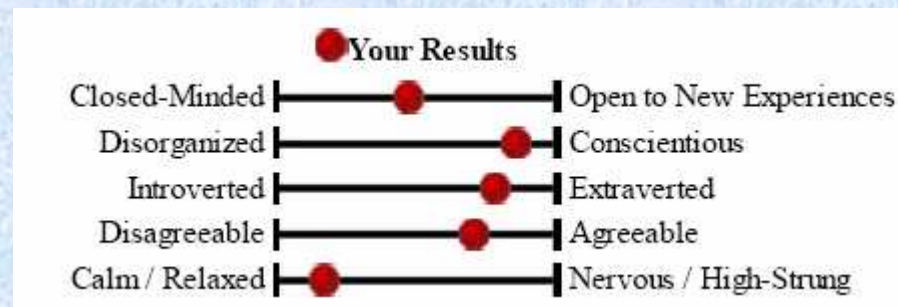 Your Results
Closed-Minded Open to New Experiences
Disorganized Conscientious
Introverted Extraverted
Disagreeable Agreeable
Calm / Relaxed Nervous / High-Strung